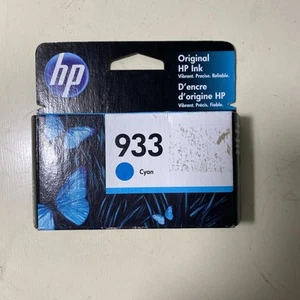 hp
Original
HP Ink
Vibrant. Precise. Reliable.
D'encre
d'origine HP
Vibrant. Précis. Fiable.
933
Cyan